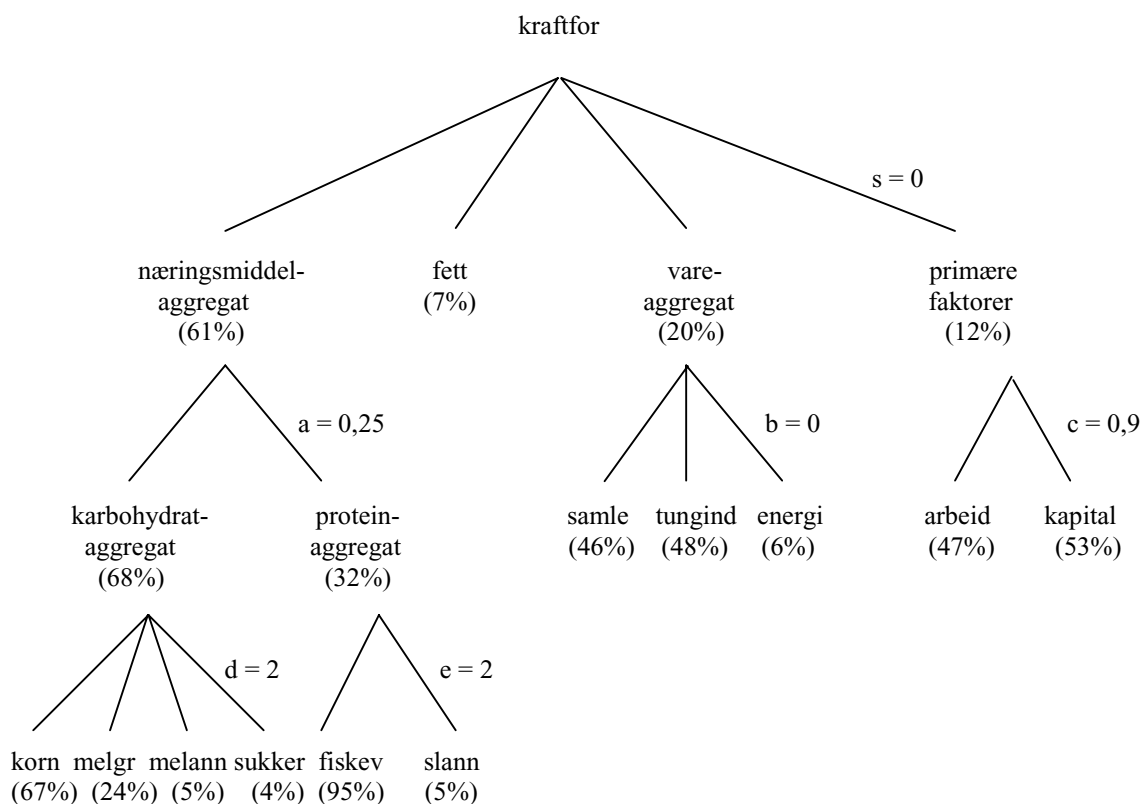 kraftfor
s = 0
næringsmiddel- fett vare- primære
aggregat (7%) aggregat faktorer
(61%) (20%) (12%)
a = 0,25 b = 0 c = 0,9
karbohydrat- protein- samle tungind energi arbeid kapital
aggregat aggregat (46%) (48%) (6%) (47%) (53%)
(68%) (32%)
d = 2 e = 2
korn melgr melann sukker fiskev slann
(67%) (24%) (5%) (4%) (95%) (5%)